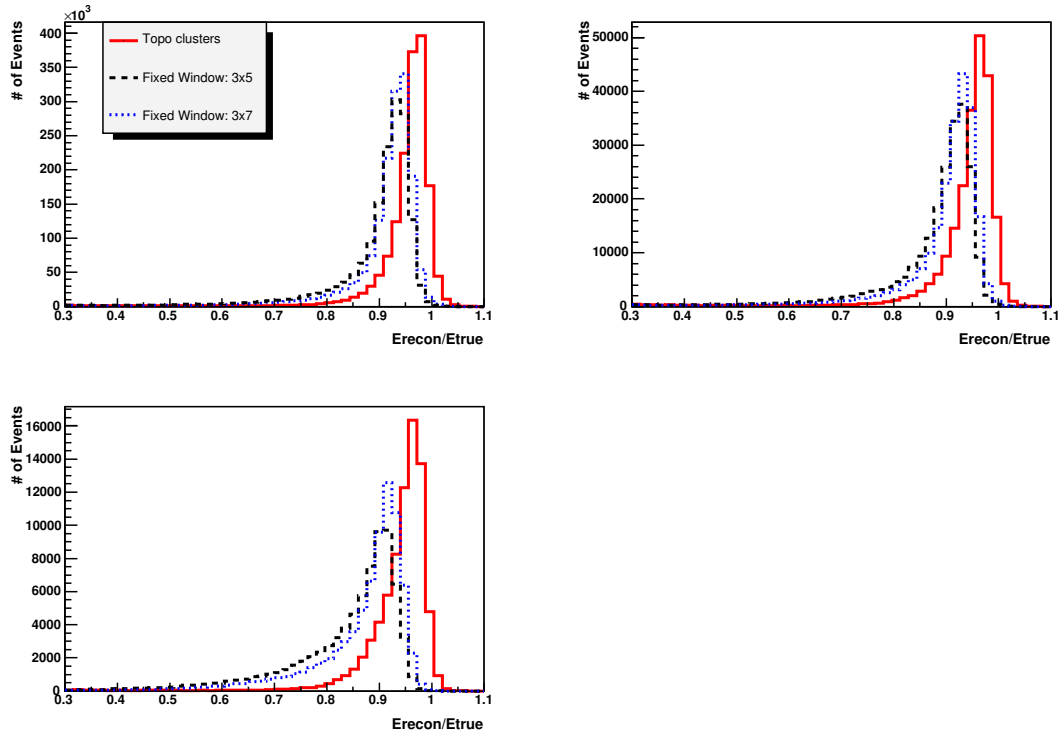 ×10³
# of Events
400
350
300
250
200
150
100
50
0
Topo clusters
Fixed Window: 3x5
Fixed Window: 3x7
0.3 0.4 0.5 0.6 0.7 0.8 0.9 1 1.1
Erecon/Etrue
# of Events
50000
40000
30000
20000
10000
0
0.3 0.4 0.5 0.6 0.7 0.8 0.9 1 1.1
Erecon/Etrue
# of Events
16000
14000
12000
10000
8000
6000
4000
2000
0
0.3 0.4 0.5 0.6 0.7 0.8 0.9 1 1.1
Erecon/Etrue